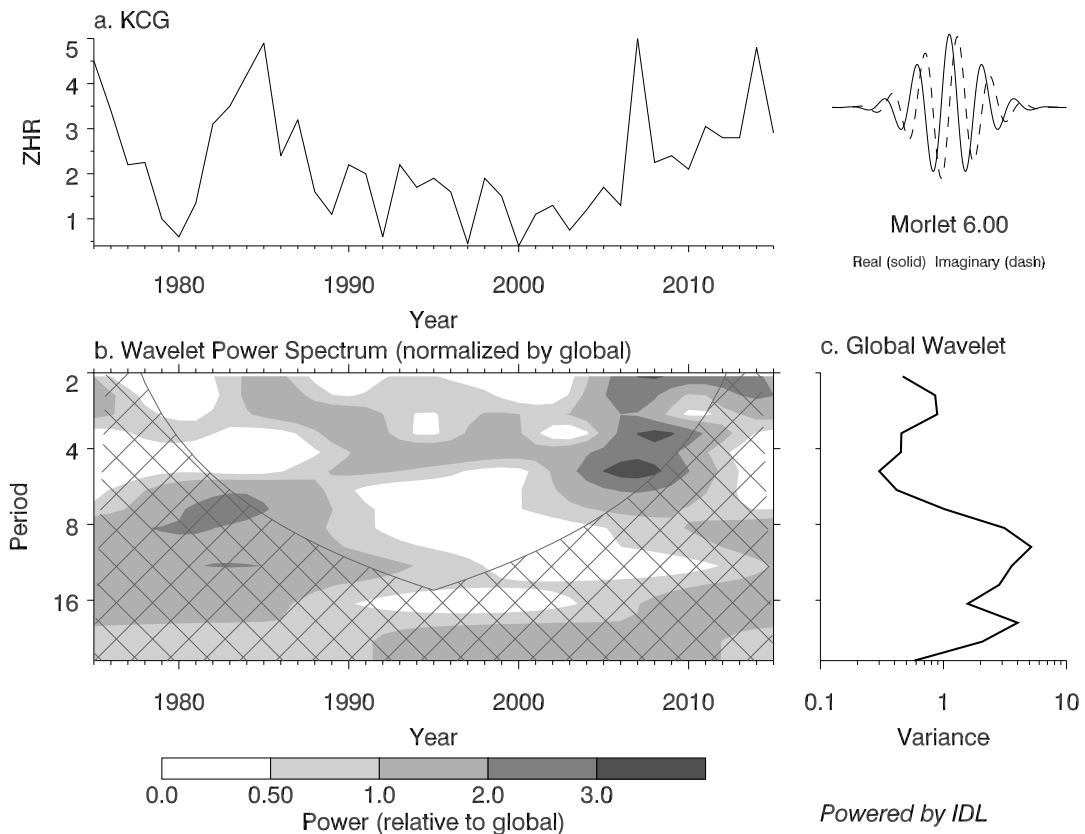 a. KCG
5
4
3
2
1
ZHR
1980 1990 2000 2010
Year
Morlet 6.00
Real (solid) Imaginary (dash)
b. Wavelet Power Spectrum (normalized by global)
2
4
8
16
Period
1980 1990 2000 2010
Year
c. Global Wavelet
0.1 1 10
Variance
0.0 0.50 1.0 2.0 3.0
Power (relative to global)
Powered by IDL